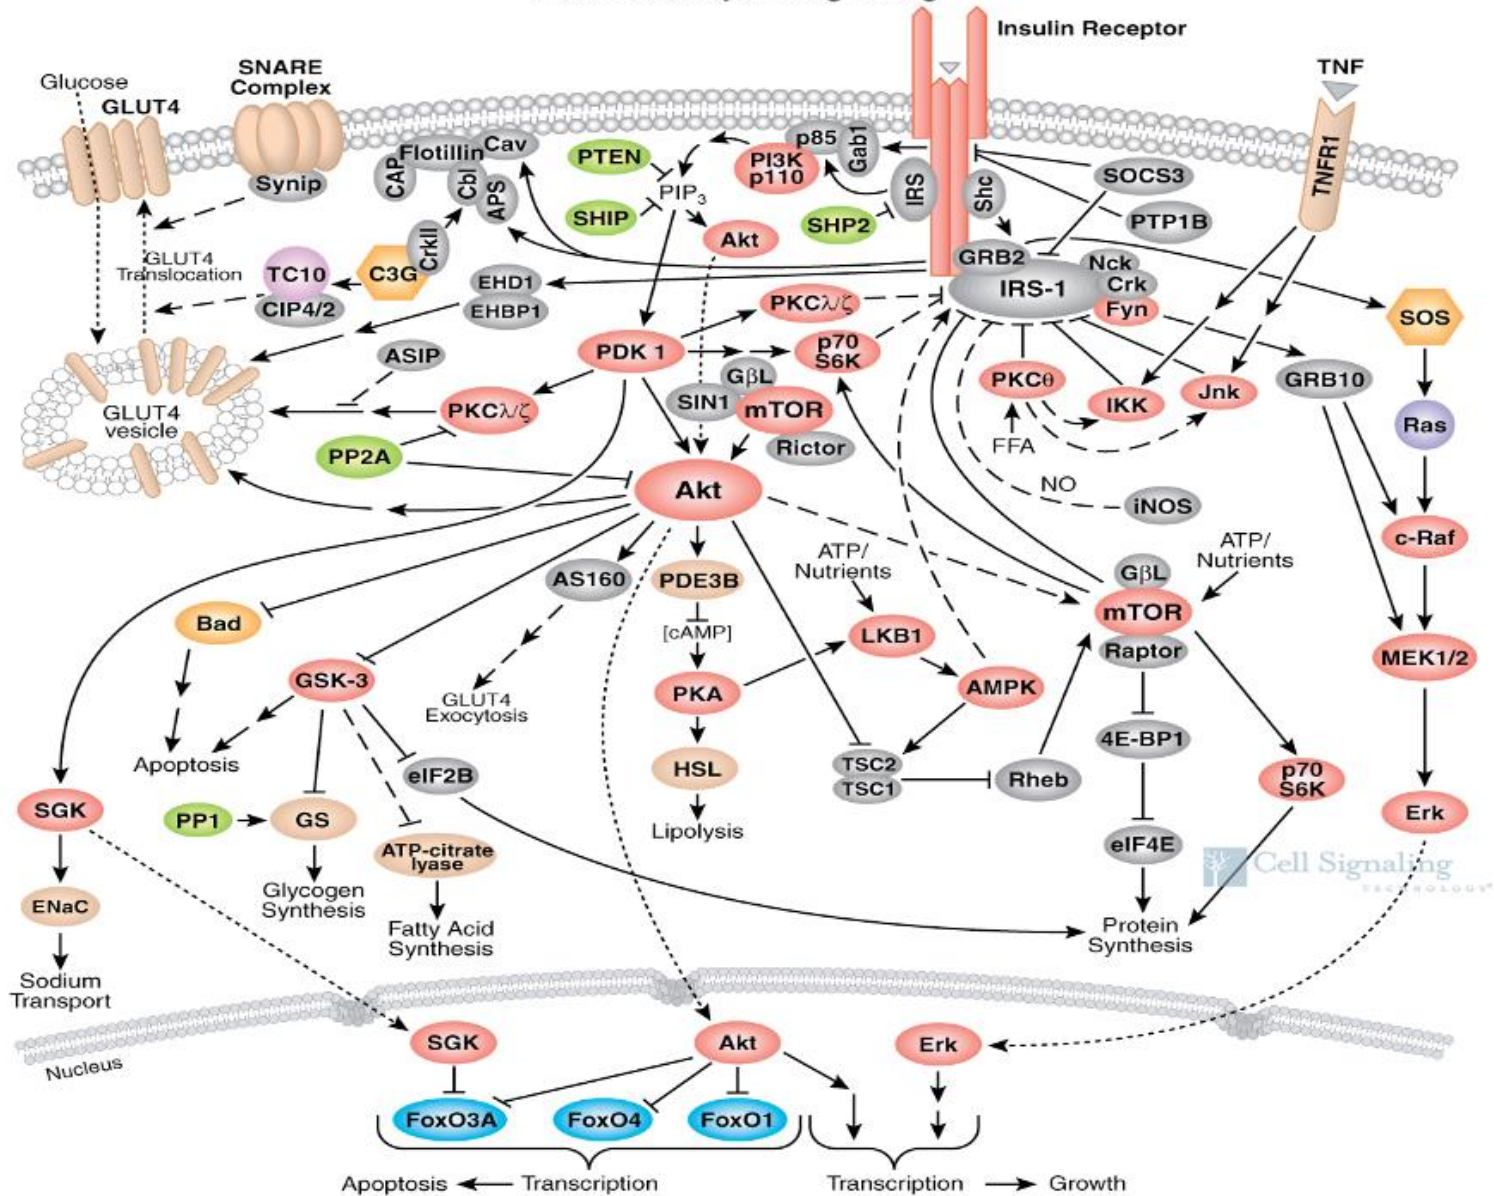 Insulin Receptor
TNF
SNARE
Complex
Glucose
GLUT4
TNFR1
Synip
CAP
Flotillin
Cav
Cbl
APS
CrkII
C3G
TC10
CIP4/2
GLUT4
Translocation
PTEN
SHIP
PIP3
PI3K
p110
p85
Gab1
SHP2
IRS
Shc
SOCS3
PTP1B
Akt
GRB2
IRS-1
Nck
Crk
Fyn
SOS
EHD1
EHBP1
PKCλ/ζ
PDK 1
p70
S6K
GRB10
ASIP
GLUT4
vesicle
PKCλ/ζ
PP2A
GβL
SIN1
mTOR
Rictor
PKCθ
FFA
IKK
Jnk
Ras
NO
iNOS
Akt
c-Raf
AS160
PDE3B
[cAMP]
ATP/
Nutrients
ATP/
Nutrients
GβL
mTOR
Raptor
Bad
GSK-3
GLUT4
Exocytosis
PKA
LKB1
AMPK
MEK1/2
Apoptosis
eIF2B
HSL
Lipolysis
TSC2
TSC1
Rheb
4E-BP1
p70
S6K
SGK
PP1
GS
ATP-citrate
lyase
eIF4E
Erk
Cell Signaling
TECHNOLOGY®
ENaC
Glycogen
Synthesis
Fatty Acid
Synthesis
Protein
Synthesis
Sodium
Transport
Nucleus
SGK
Akt
Erk
FoxO3A
FoxO4
FoxO1
Apoptosis
Transcription
Transcription
Growth